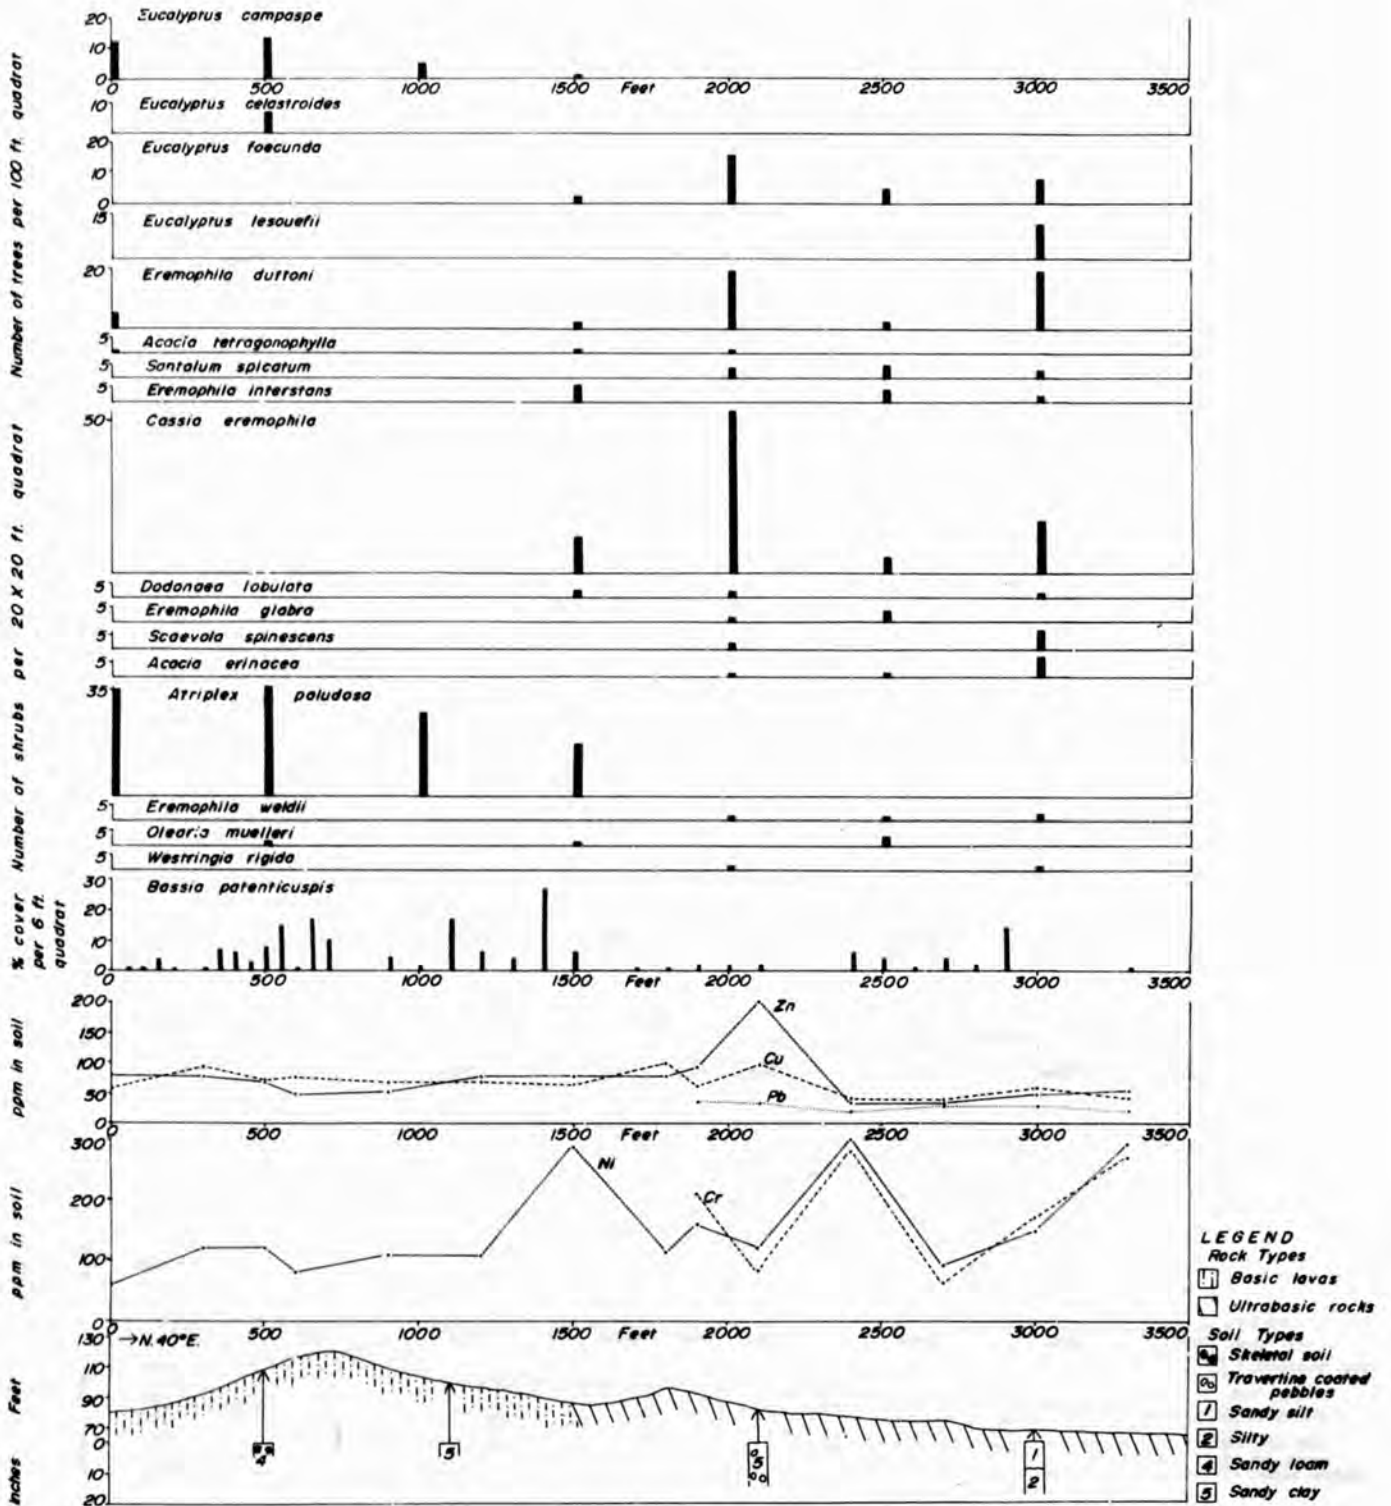 Number of trees per 100 ft. quadrat
20 Eucalyptus campaspe
10
0
0 500 1000 1500 Feet 2000 2500 3000 3500
10 Eucalyptus celastroides
20 Eucalyptus foecunda
10
0
15 Eucalyptus lesouefii
20 Eremophila duttoni
5 Acacia tetragonophylla
5 Santalum spicatum
5 Eremophila interstans
Number of shrubs per 20 x 20 ft. quadrat
50 Cassia eremophila
5 Dodonaea lobulata
5 Eremophila glabra
5 Scaevola spinescens
5 Acacia erinacea
35 Atriplex paludosa
5 Eremophila weldii
5 Olearia muelleri
5 Westringia rigida
% cover
per 6 ft.
quadrat
30 Bassia patenticuspis
20
10
0
0 500 1000 1500 Feet 2000 2500 3000 3500
ppm in soil
200
150
100
50
0
Zn
Cu
Pb
0 500 1000 1500 Feet 2000 2500 3000 3500
ppm in soil
300
200
100
0
Ni
Cr
0 500 1000 1500 Feet 2000 2500 3000 3500
Feet
130 → N. 40° E.
110
90
70
Inches
0
10
20
4
5
5
1
2
LEGEND
Rock Types
Basic lavas
Ultrabasic rocks
Soil Types
Skeletal soil
Travertine coated
pebbles
1 Sandy silt
2 Silty
4 Sandy loam
5 Sandy clay